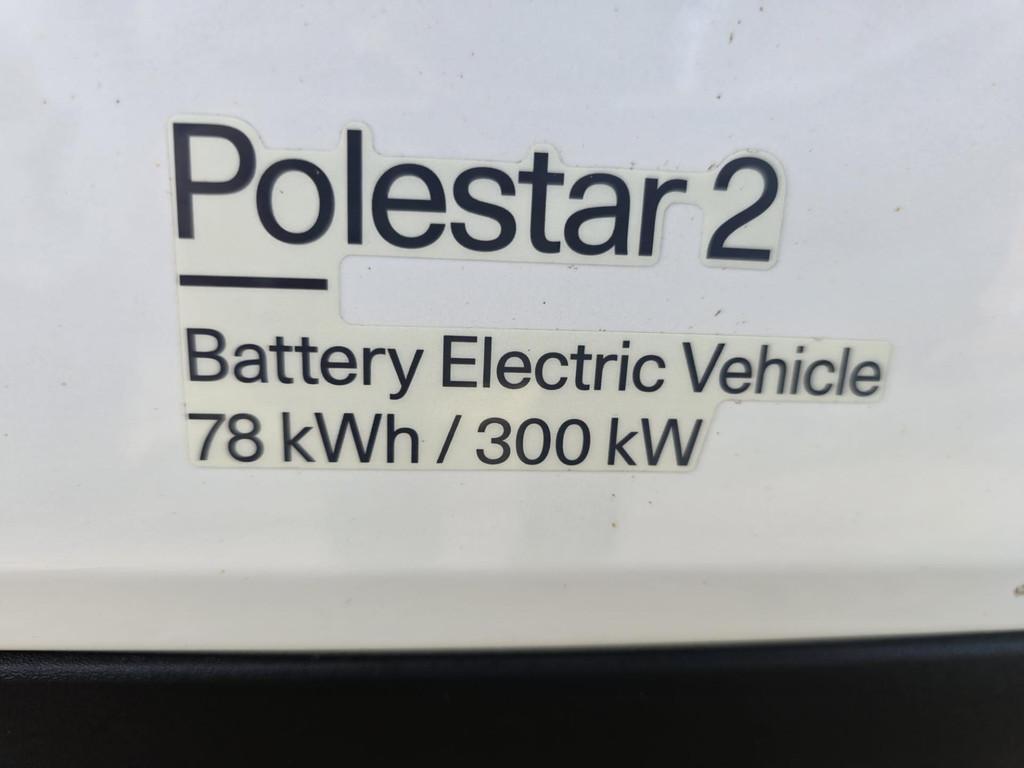 Polestar 2
Battery Electric Vehicle
78 kWh / 300 kW